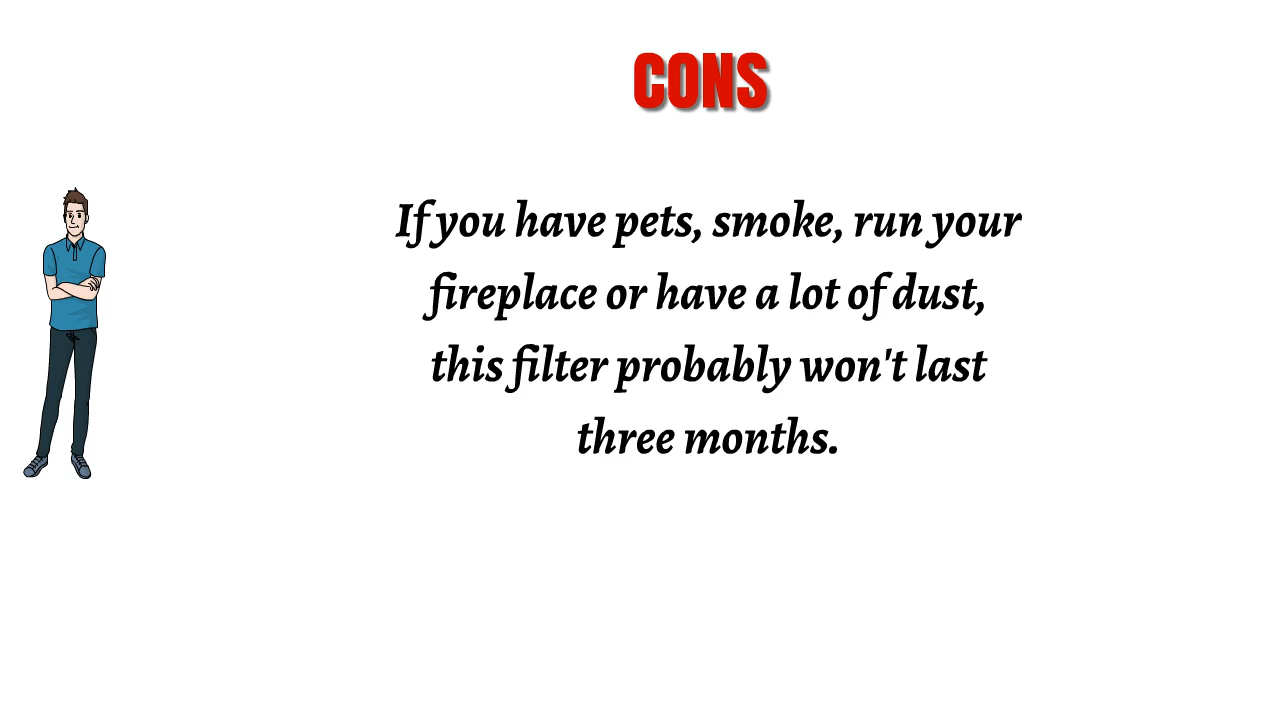 CONS
If you have pets, smoke, run your
fireplace or have a lot of dust,
this filter probably won't last
three months.